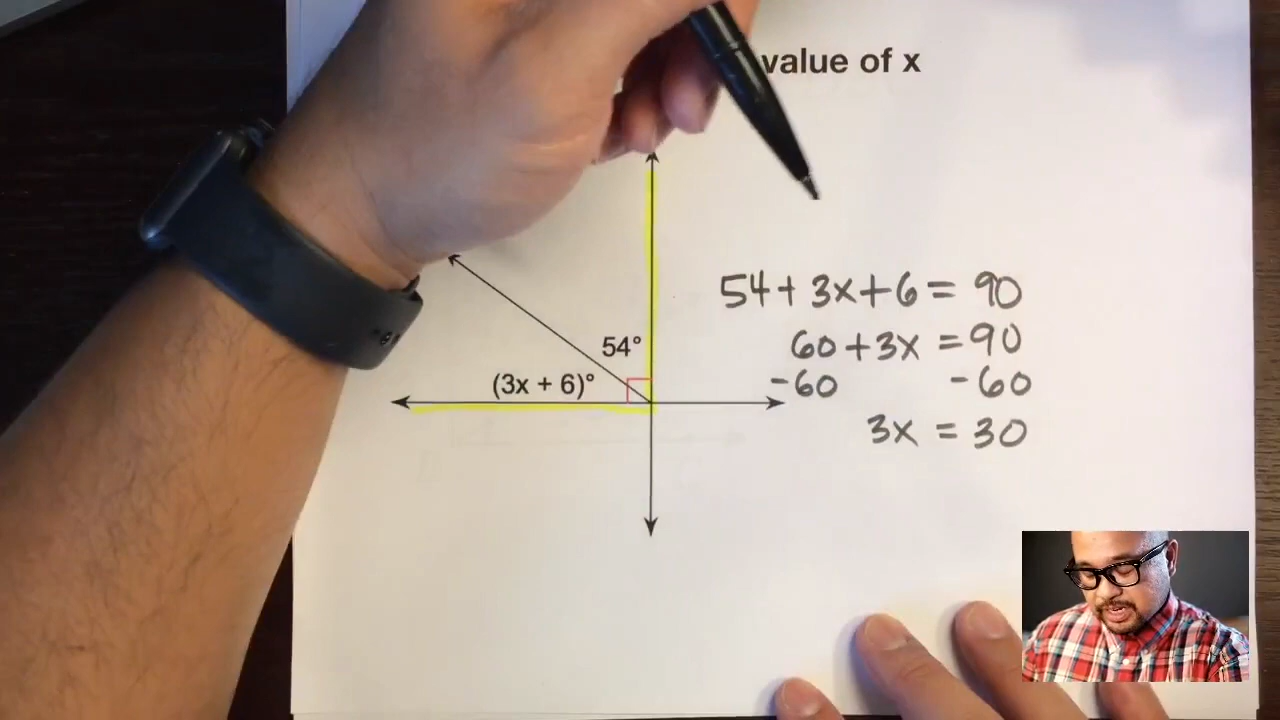 value of x
54 + 3x + 6 = 90
54°
60 + 3x = 90
(3x + 6)°
-60 -60
3x = 30